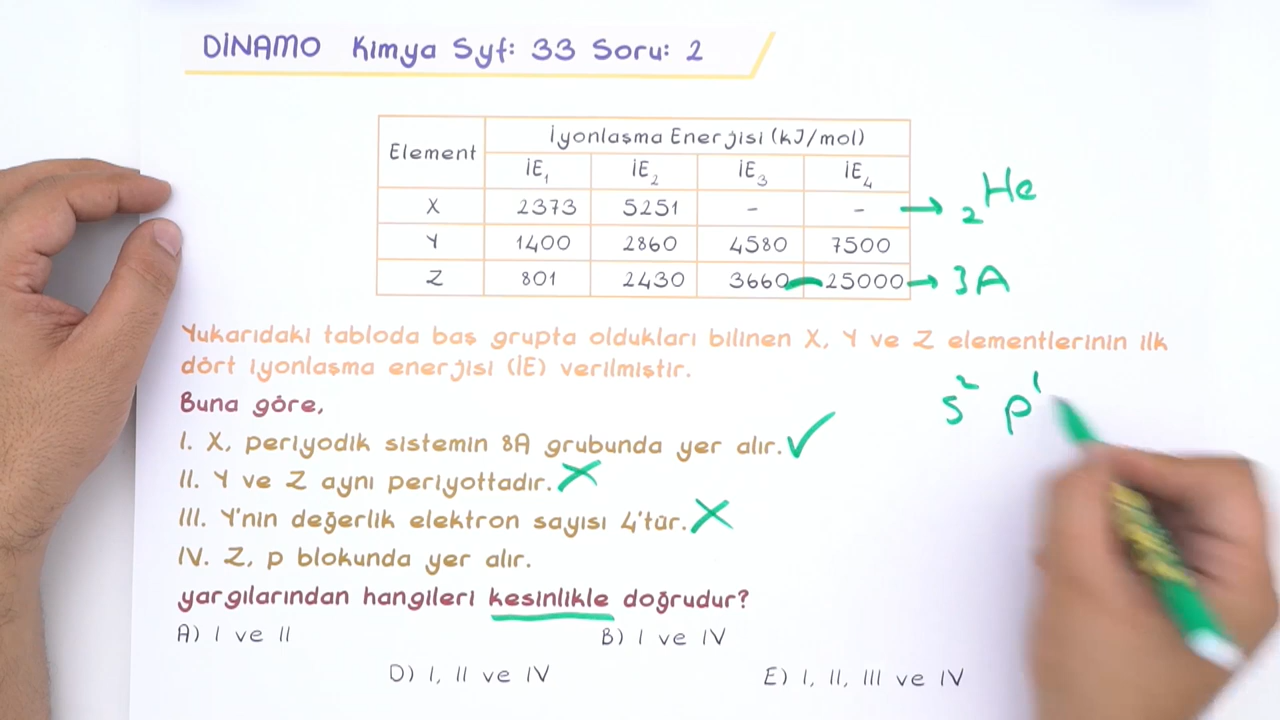 DİNAMO Kimya Syf: 33 Soru: 2
Element İyonlaşma Enerjisi (kJ/mol)
İE1 İE2 İE3 İE4
X 2373 5251 - - → 2He
Y 1400 2860 4580 7500
Z 801 2430 3660 25000 → 3A
Yukarıdaki tabloda baş grupta oldukları bilinen X, Y ve Z elementlerinin ilk
dört iyonlaşma enerjisi (İE) verilmiştir.
s² p¹
Buna göre,
I. X, periyodik sistemin 8A grubunda yer alır. ✓
II. Y ve Z aynı periyottadır. X
III. Y'nin değerlik elektron sayısı 4'tür. X
IV. Z, p blokunda yer alır.
yargılarından hangileri kesinlikle doğrudur?
A) I ve II B) I ve IV
D) I, II ve IV E) I, II, III ve IV